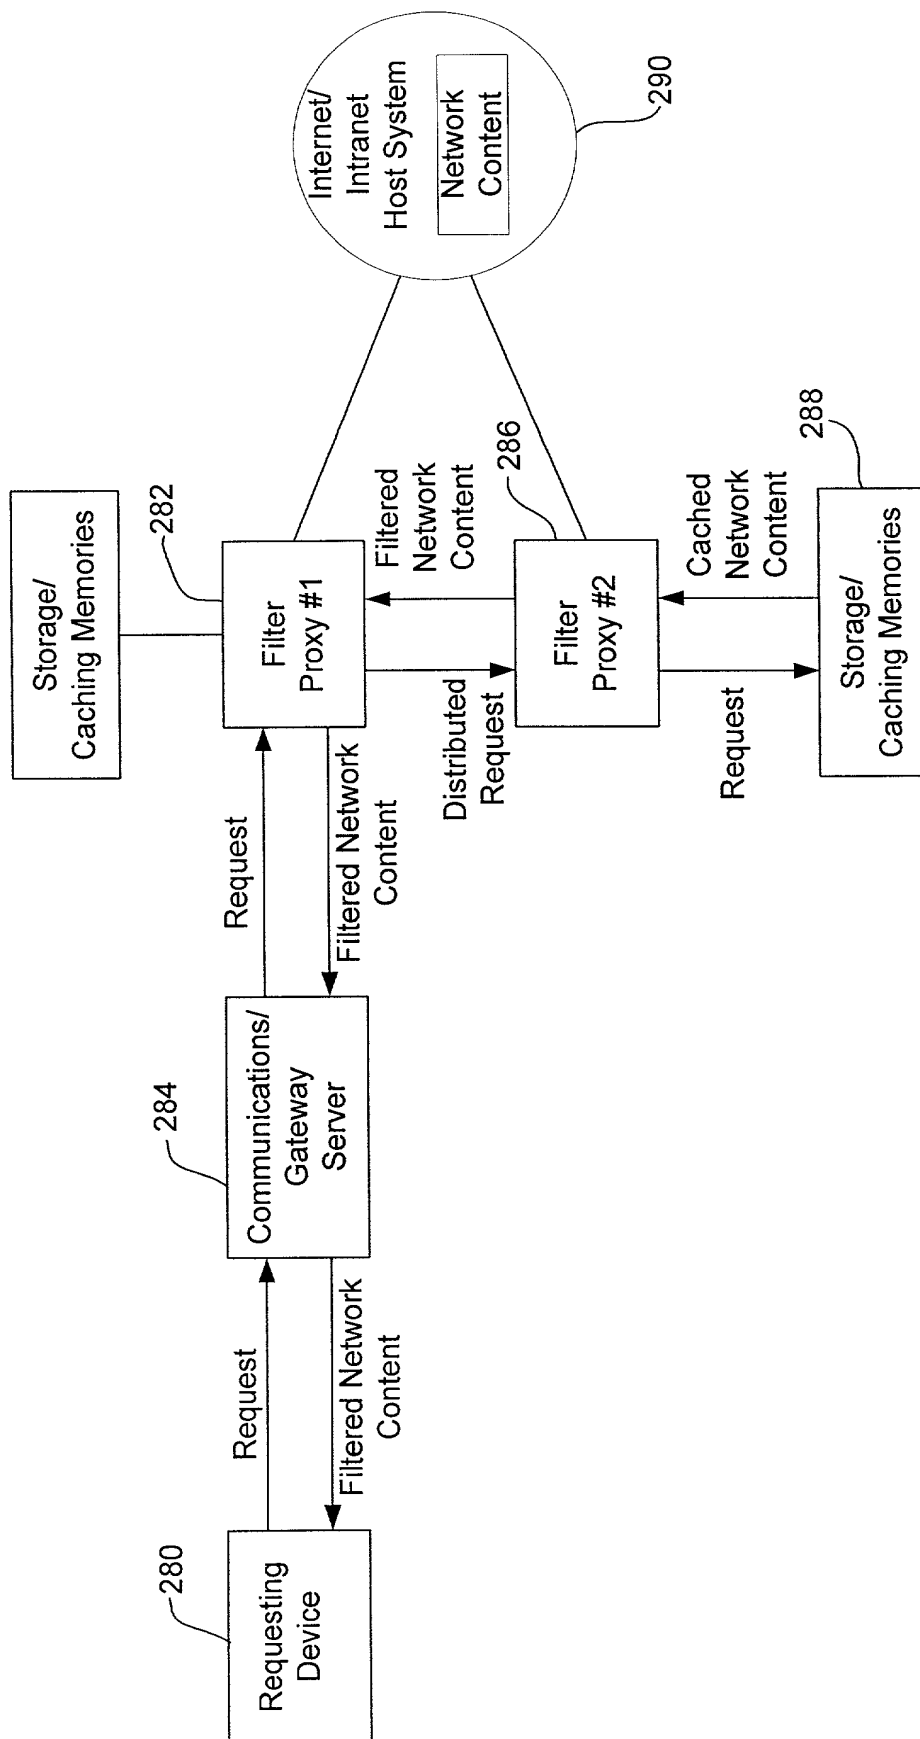 280
Requesting
Device
Request
Filtered Network
Content
284
Communications/
Gateway
Server
Request
Filtered Network
Content
Storage/
Caching Memories
282
Filter
Proxy #1
Distributed
Request
Filtered
Network
Content
286
Filter
Proxy #2
Request
Cached
Network
Content
288
Storage/
Caching Memories
Internet/
Intranet
Host System
Network
Content
290